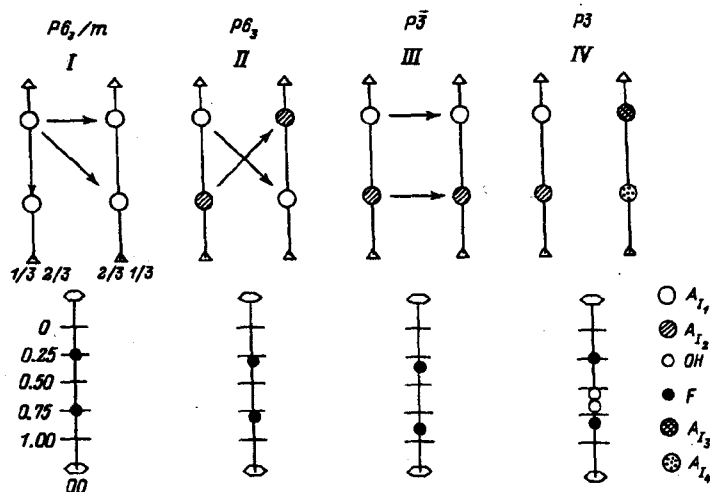 P6₃/m P6₃ P3̄ P3
I II III IV
1/3 2/3 2/3 1/3
0
0.25
0.50
0.75
1.00
00
A_I₁
A_I₂
OH
F
A_I₃
A_I₄